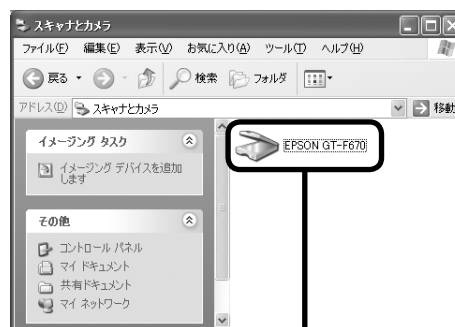 スキャナとカメラ
ファイル(F) 編集(E) 表示(V) お気に入り(A) ツール(T) ヘルプ(H)
戻る 検索 フォルダ
アドレス(D) スキャナとカメラ 移動
イメージング タスク
イメージング デバイスを追加
します
その他
コントロール パネル
マイ ドキュメント
共有ドキュメント
マイ ネットワーク
EPSON GT-F670